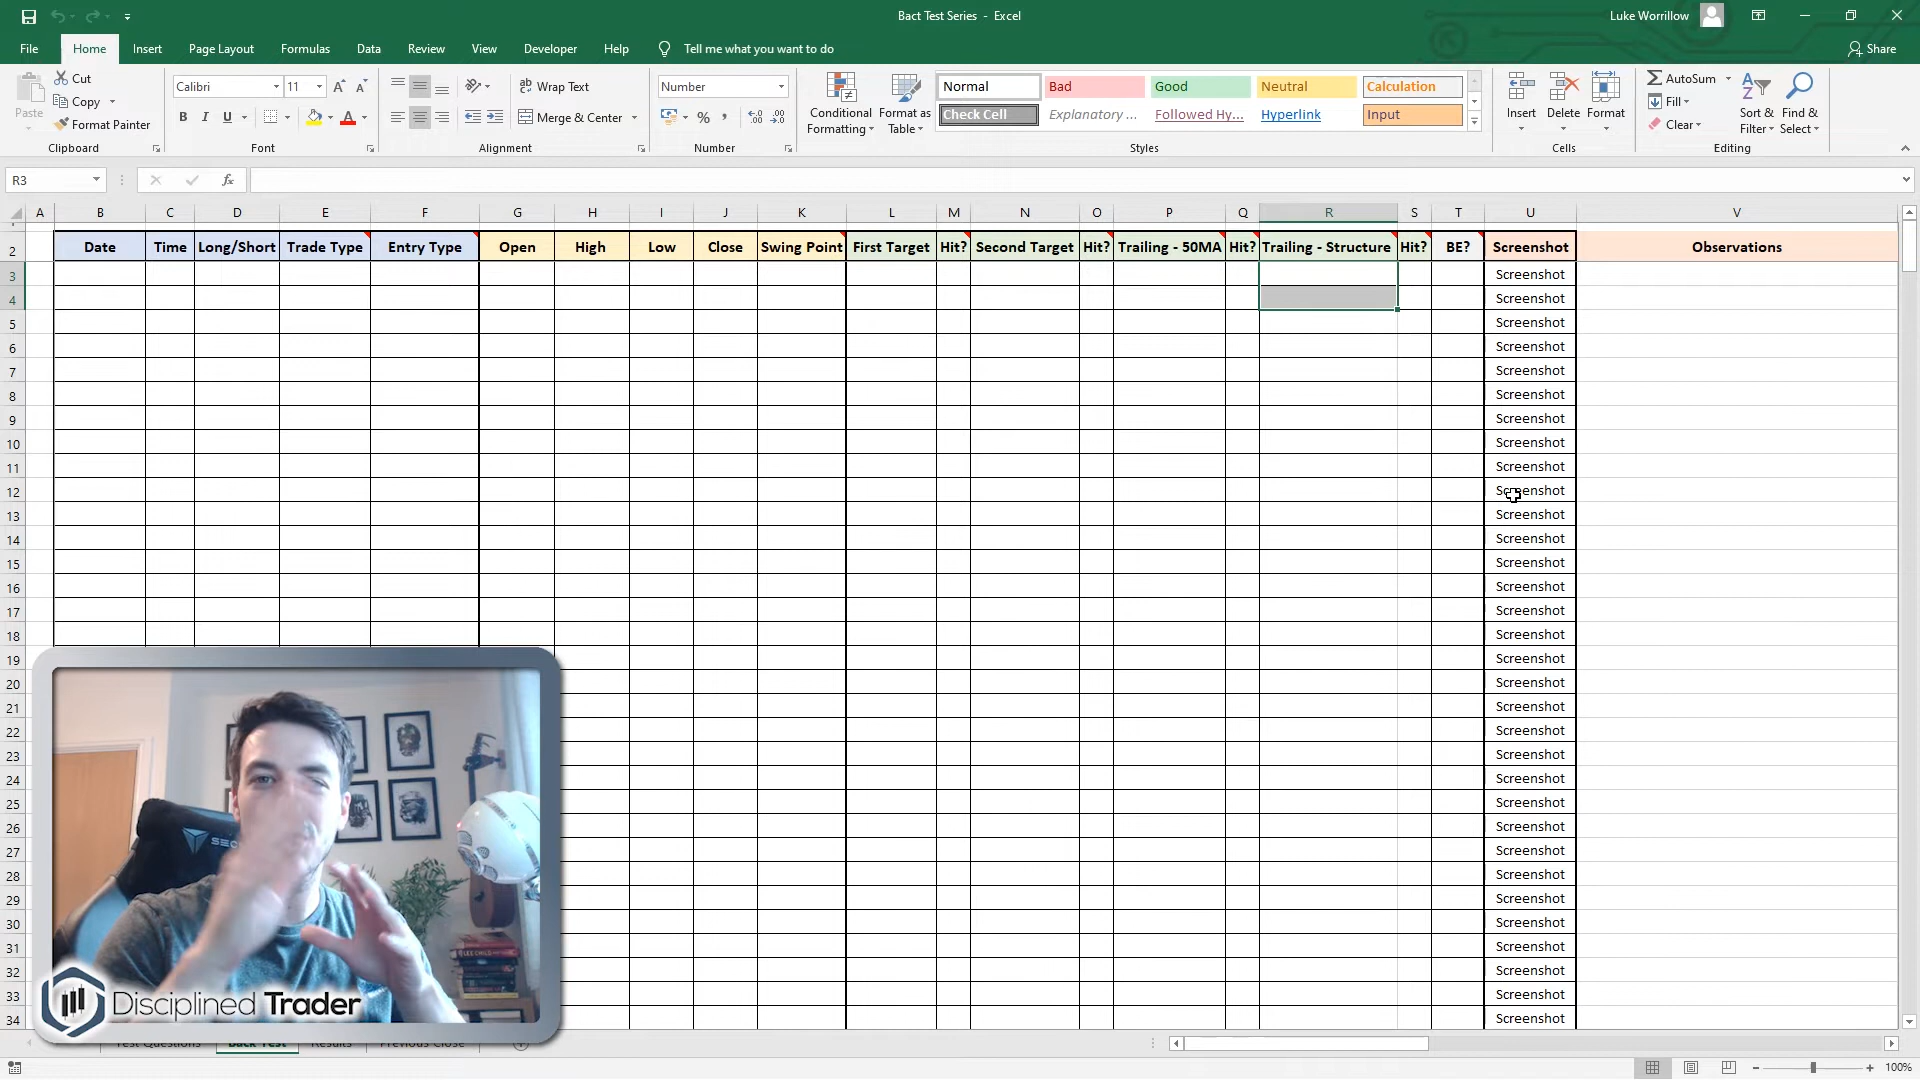 Bact Test Series - Excel
Luke Worrillow
File Home Insert Page Layout Formulas Data Review View Developer Help Tell me what you want to do
Share
Paste
Cut
Copy
Format Painter
Clipboard
Calibri 11
B I U
Font
Wrap Text
Merge & Center
Alignment
Number
Number
Conditional Formatting
Format as Table
Normal Bad Good Neutral Calculation
Check Cell Explanatory ... Followed Hy... Hyperlink Input
Styles
Insert Delete Format
Cells
AutoSum
Fill
Clear
Sort & Filter
Find & Select
Editing
R3
fx
A B C D E F G H I J K L M N O P Q R S T U V
2 Date Time Long/Short Trade Type Entry Type Open High Low Close Swing Point First Target Hit? Second Target Hit? Trailing - 50MA Hit? Trailing - Structure Hit? BE? Screenshot Observations
3 Screenshot
4 Screenshot
5 Screenshot
6 Screenshot
7 Screenshot
8 Screenshot
9 Screenshot
10 Screenshot
11 Screenshot
12 Screenshot
13 Screenshot
14 Screenshot
15 Screenshot
16 Screenshot
17 Screenshot
18 Screenshot
19 Screenshot
20 Screenshot
21 Screenshot
22 Screenshot
23 Screenshot
24 Screenshot
25 Screenshot
26 Screenshot
27 Screenshot
28 Screenshot
29 Screenshot
30 Screenshot
31 Screenshot
32 Screenshot
33 Screenshot
34 Screenshot
Disciplined Trader
Test Questions Back Test Results Previous Close
100%